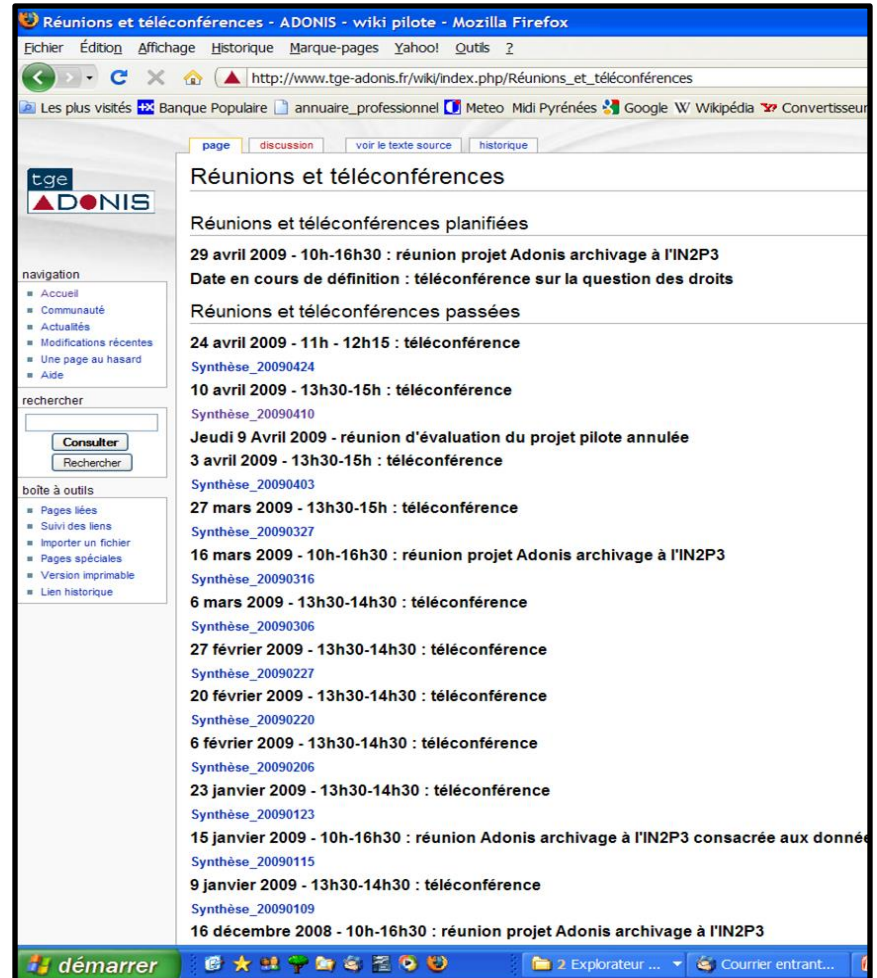 Réunions et téléconférences - ADONIS - wiki pilote - Mozilla Firefox
Fichier Édition Affichage Historique Marque-pages Yahoo! Outils ?
http://www.tge-adonis.fr/wiki/index.php/Réunions_et_téléconférences
Les plus visités Banque Populaire annuaire_professionnel Meteo Midi Pyrénées Google W Wikipédia Convertisseur
page discussion voir le texte source historique
tge
ADONIS
navigation
Accueil
Communauté
Actualités
Modifications récentes
Une page au hasard
Aide
rechercher
Consulter
Rechercher
boîte à outils
Pages liées
Suivi des liens
Importer un fichier
Pages spéciales
Version imprimable
Lien historique
Réunions et téléconférences
Réunions et téléconférences planifiées
29 avril 2009 - 10h-16h30 : réunion projet Adonis archivage à l'IN2P3
Date en cours de définition : téléconférence sur la question des droits
Réunions et téléconférences passées
24 avril 2009 - 11h - 12h15 : téléconférence
Synthèse_20090424
10 avril 2009 - 13h30-15h : téléconférence
Synthèse_20090410
Jeudi 9 Avril 2009 - réunion d'évaluation du projet pilote annulée
3 avril 2009 - 13h30-15h : téléconférence
Synthèse_20090403
27 mars 2009 - 13h30-15h : téléconférence
Synthèse_20090327
16 mars 2009 - 10h-16h30 : réunion projet Adonis archivage à l'IN2P3
Synthèse_20090316
6 mars 2009 - 13h30-14h30 : téléconférence
Synthèse_20090306
27 février 2009 - 13h30-14h30 : téléconférence
Synthèse_20090227
20 février 2009 - 13h30-14h30 : téléconférence
Synthèse_20090220
6 février 2009 - 13h30-14h30 : téléconférence
Synthèse_20090206
23 janvier 2009 - 13h30-14h30 : téléconférence
Synthèse_20090123
15 janvier 2009 - 10h-16h30 : réunion Adonis archivage à l'IN2P3 consacrée aux donnée
Synthèse_20090115
9 janvier 2009 - 13h30-14h30 : téléconférence
Synthèse_20090109
16 décembre 2008 - 10h-16h30 : réunion projet Adonis archivage à l'IN2P3
démarrer 2 Explorateur ... Courrier entrant...